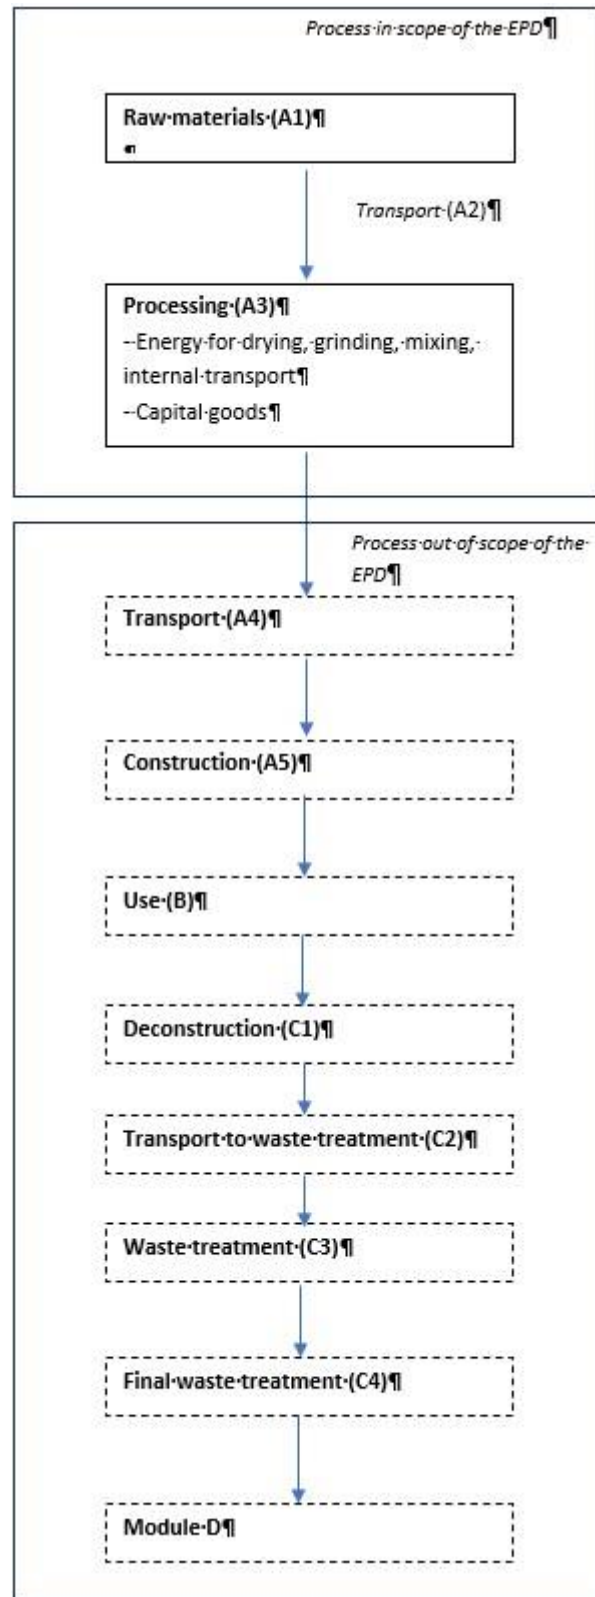 Process·in·scope·of·the·EPD¶
Raw·materials·(A1)¶
¶
Transport·(A2)¶
Processing·(A3)¶
-·Energy·for·drying,·grinding,·mixing,·
internal·transport¶
-·Capital·goods¶
Process·out·of·scope·of·the·
EPD¶
Transport·(A4)¶
Construction·(A5)¶
Use·(B)¶
Deconstruction·(C1)¶
Transport·to·waste·treatment·(C2)¶
Waste·treatment·(C3)¶
Final·waste·treatment·(C4)¶
Module·D¶